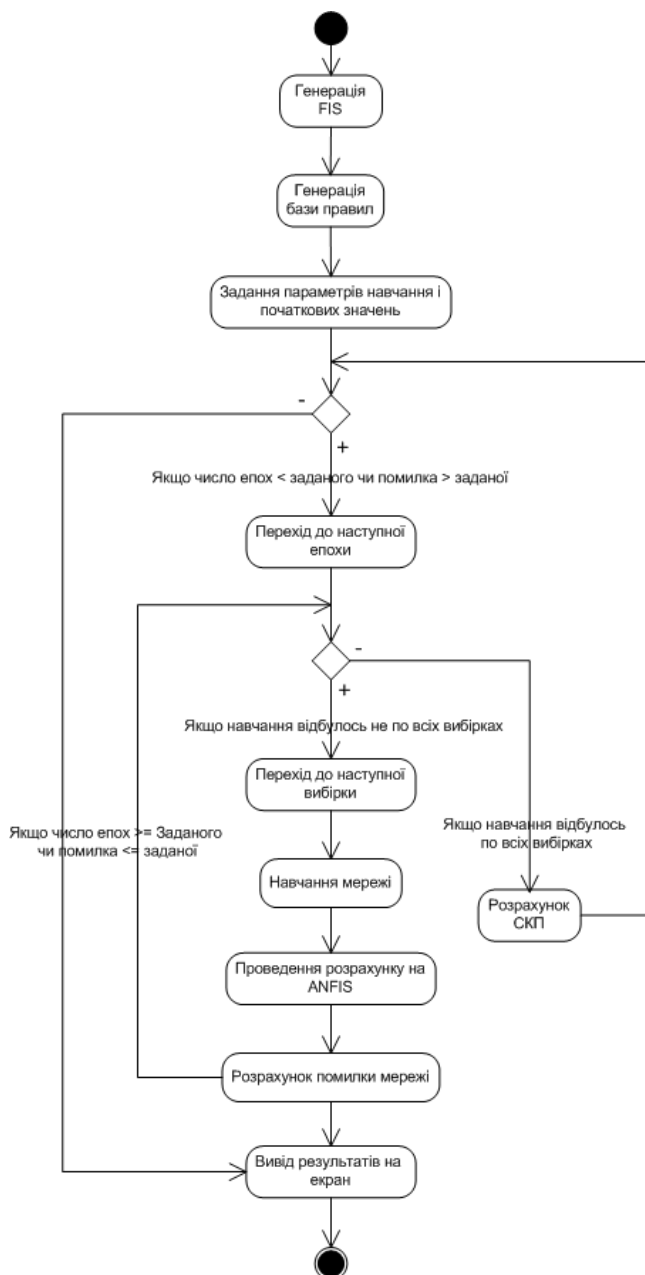 Генерація
FIS
Генерація
бази правил
Задання параметрів навчання і
початкових значень
-
+
Якщо число епох < заданого чи помилка > заданої
Перехід до наступної
епохи
-
+
Якщо навчання відбулось не по всіх вибірках
Перехід до наступної
вибірки
Якщо число епох >= Заданого
чи помилка <= заданої
Якщо навчання відбулось
по всіх вибірках
Навчання мережі
Розрахунок
СКП
Проведення розрахунку на
ANFIS
Розрахунок помилки мережі
Вивід результатів на
екран